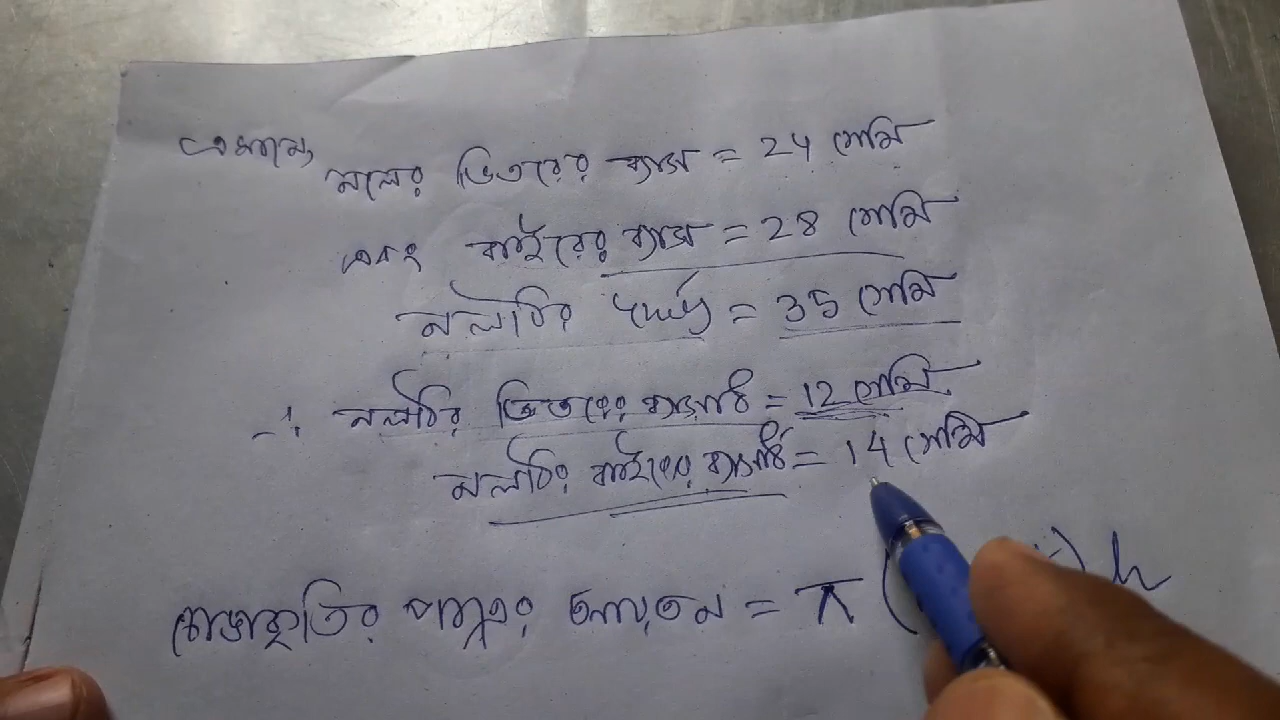 এখানে,
নলের ভিতরের ব্যাস = 24 সেমি
এবং বাইরের ব্যাস = 28 সেমি
নলটির দৈর্ঘ্য = 35 সেমি
∴ নলটির ভিতরের ব্যাসার্ধ = 12 সেমি
নলটির বাইরের ব্যাসার্ধ = 14 সেমি
আয়তন = π ( ) h